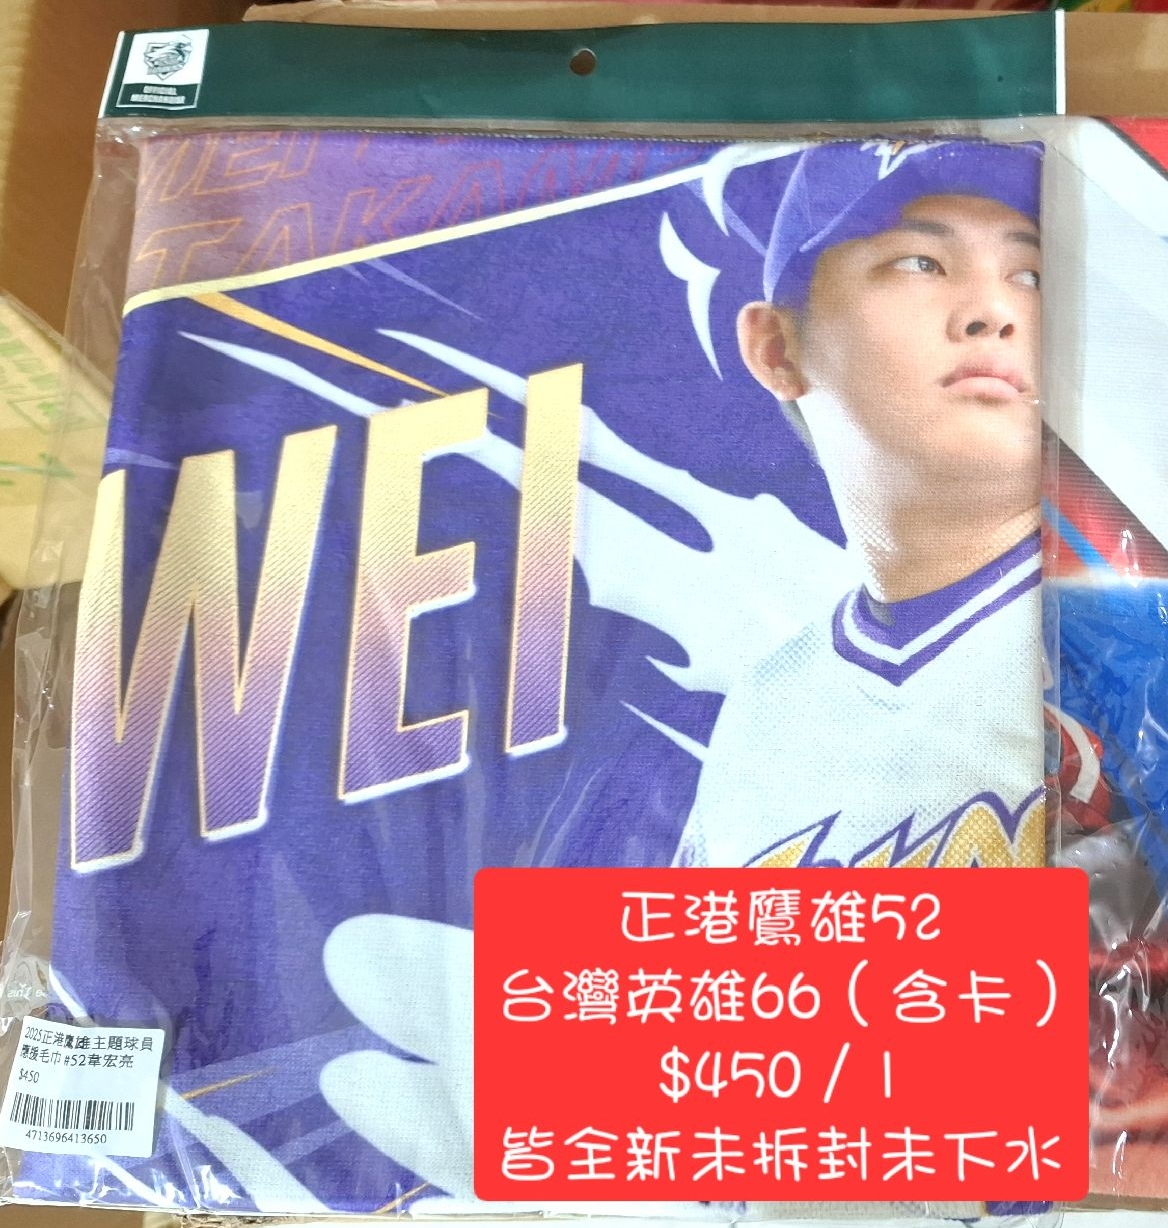 OFFICIAL
MERCHANDISE
WEI
TAKAM
WEI
正港鷹雄52
台灣英雄66（含卡）
$450 / 1
皆全新未拆封未下水
2025正港鷹雄主題球員
應援毛巾 #52韋宏亮
$450
4713696413650